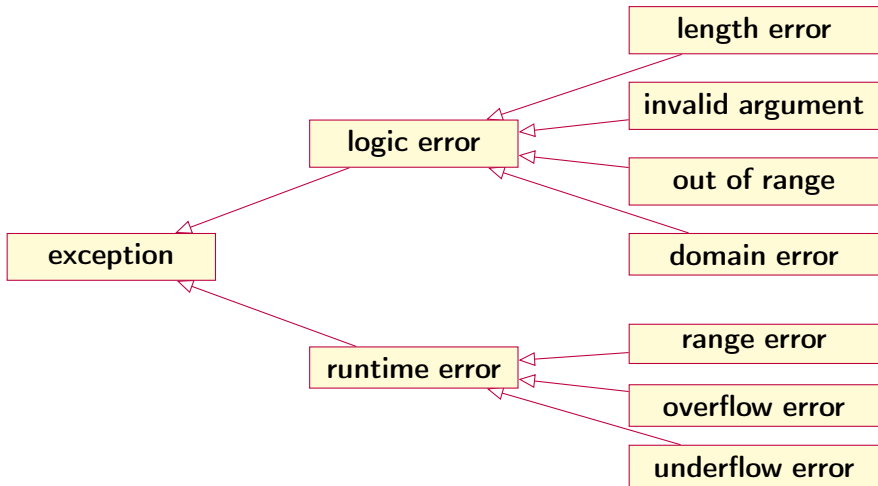 length error
invalid argument
logic error
out of range
exception
domain error
range error
runtime error
overflow error
underflow error